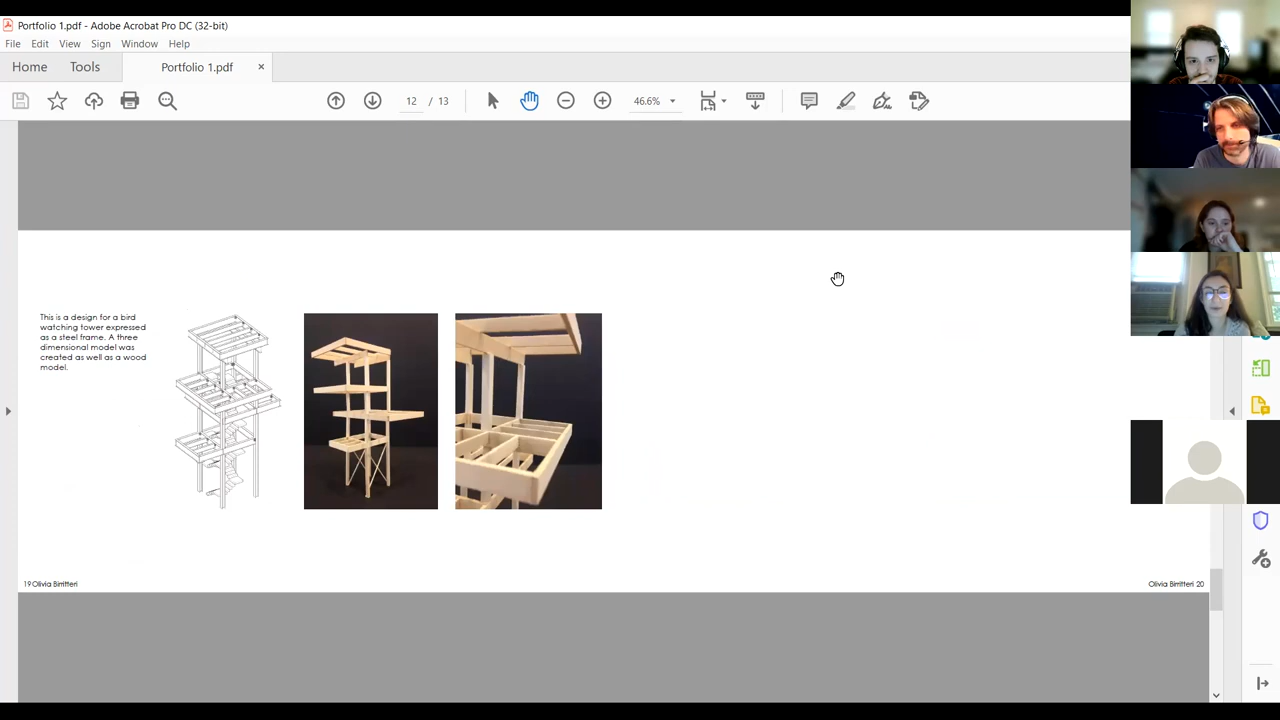 Portfolio 1.pdf - Adobe Acrobat Pro DC (32-bit)
File Edit View Sign Window Help
Home Tools Portfolio 1.pdf ×
12 / 13 46.6%
This is a design for a bird
watching tower expressed
as a steel frame. A three
dimensional model was
created as well as a wood
model.
19 Olivia Birritteri
Olivia Birritteri 20